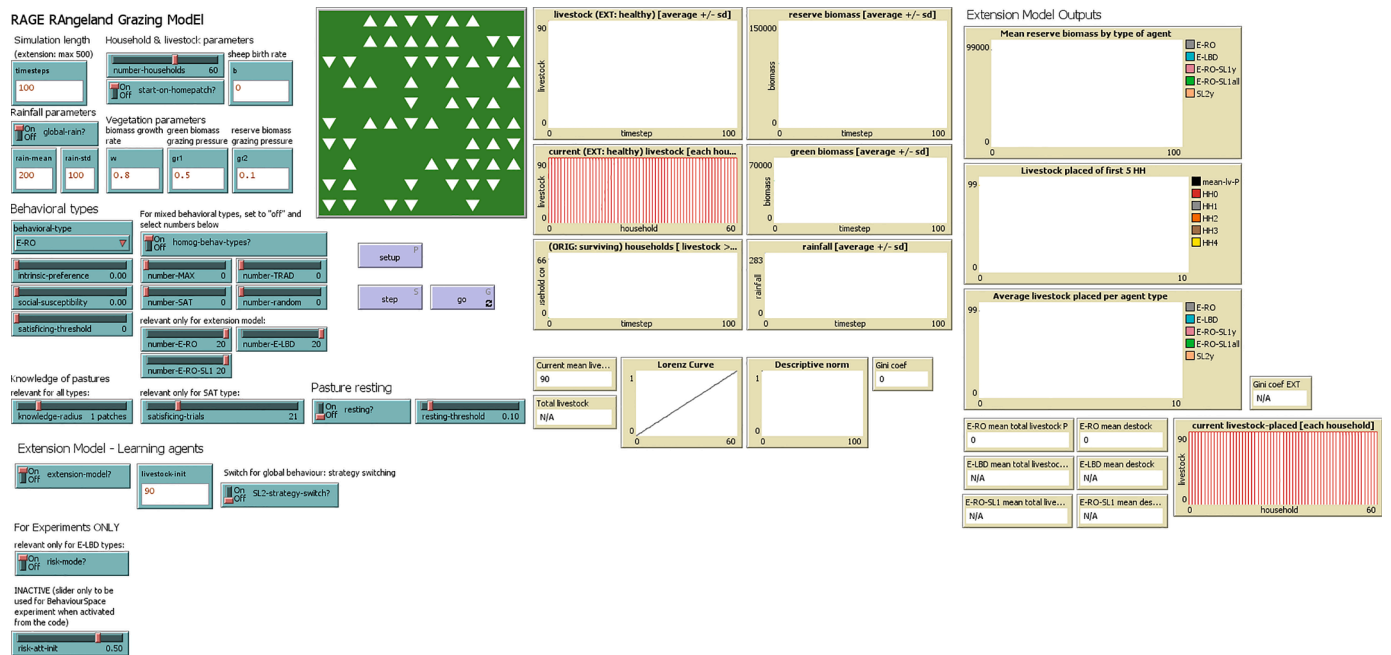 RAGE RAngeland Grazing ModEl
Simulation length
(extension: max 500)
timesteps
100
Household & livestock parameters
number-households 60
On
Off
start-on-homepatch?
sheep birth rate
b
0
Rainfall parameters
On
Off
global-rain?
rain-mean
200
rain-std
100
Vegetation parameters
biomass growth
rate
w
0.8
green biomass
grazing pressure
gr1
0.5
reserve biomass
grazing pressure
gr2
0.1
Behavioral types
behavioral-type
E-RO
intrinsic-preference 0.00
social-susceptibility 0.00
satisficing-threshold 0
For mixed behavioral types, set to "off" and
select numbers below
On
Off
homog-behav-types?
number-MAX 0
number-TRAD 0
number-SAT 0
number-random 0
relevant only for extension model:
number-E-RO 20
number-E-LBD 20
number-E-RO-SL1 20
Knowledge of pastures
relevant for all types:
knowledge-radius 1 patches
relevant only for SAT type:
satisficing-trials 21
Pasture resting
On
Off
resting?
resting-threshold 0.10
Extension Model - Learning agents
On
Off
extension-model?
livestock-init
90
Switch for global behaviour: strategy switching
On
Off
SL2-strategy-switch?
For Experiments ONLY
relevant only for E-LBD types:
On
Off
risk-mode?
INACTIVE (slider only to be
used for BehaviourSpace
experiment when activated
from the code)
risk-att-init 0.50
setup
P
step
S
go
G
livestock (EXT: healthy) [average +/- sd]
90
livestock
0
0
timestep
100
reserve biomass [average +/- sd]
150000
biomass
0
0
timestep
100
current (EXT: healthy) livestock [each hou...
90
livestock
0
0
household
60
green biomass [average +/- sd]
70000
biomass
0
0
timestep
100
(ORIG: surviving) households [ livestock >...
66
0
0
timestep
100
rainfall [average +/- sd]
283
rainfall
0
0
timestep
100
Current mean live...
90
Total livestock
N/A
Lorenz Curve
1
0
0
60
Descriptive norm
1
0
0
100
Gini coef
0
Extension Model Outputs
Mean reserve biomass by type of agent
99000
0
0
100
E-RO
E-LBD
E-RO-SL1y
E-RO-SL1all
SL2y
Livestock placed of first 5 HH
99
0
0
10
mean-lv-P
HH0
HH1
HH2
HH3
HH4
Average livestock placed per agent type
99
0
0
10
E-RO
E-LBD
E-RO-SL1y
E-RO-SL1all
SL2y
Gini coef EXT
N/A
E-RO mean total livestock P
0
E-RO mean destock
0
E-LBD mean total livestoc...
N/A
E-LBD mean destock
N/A
E-RO-SL1 mean total live...
N/A
E-RO-SL1 mean des...
N/A
current livestock-placed [each household]
90
livestock
0
0
household
60